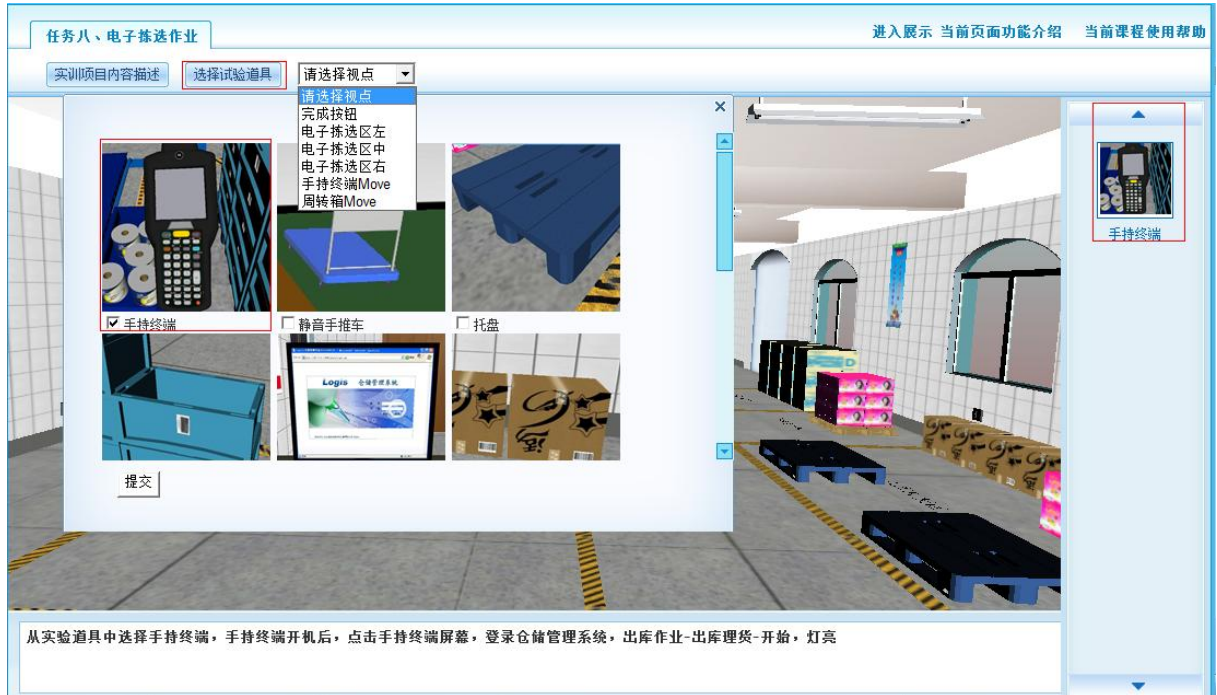 任务八、电子拣选作业
进入展示 当前页面功能介绍 当前课程使用帮助
实训项目内容描述
选择试验道具
请选择视点
请选择视点
完成按钮
电子拣选区左
电子拣选区中
电子拣选区右
手持终端Move
周转箱Move
手持终端
静音手推车
托盘
Logis 仓储管理系统
提交
手持终端
从实验道具中选择手持终端，手持终端开机后，点击手持终端屏幕，登录仓储管理系统，出库作业-出库理货-开始，灯亮